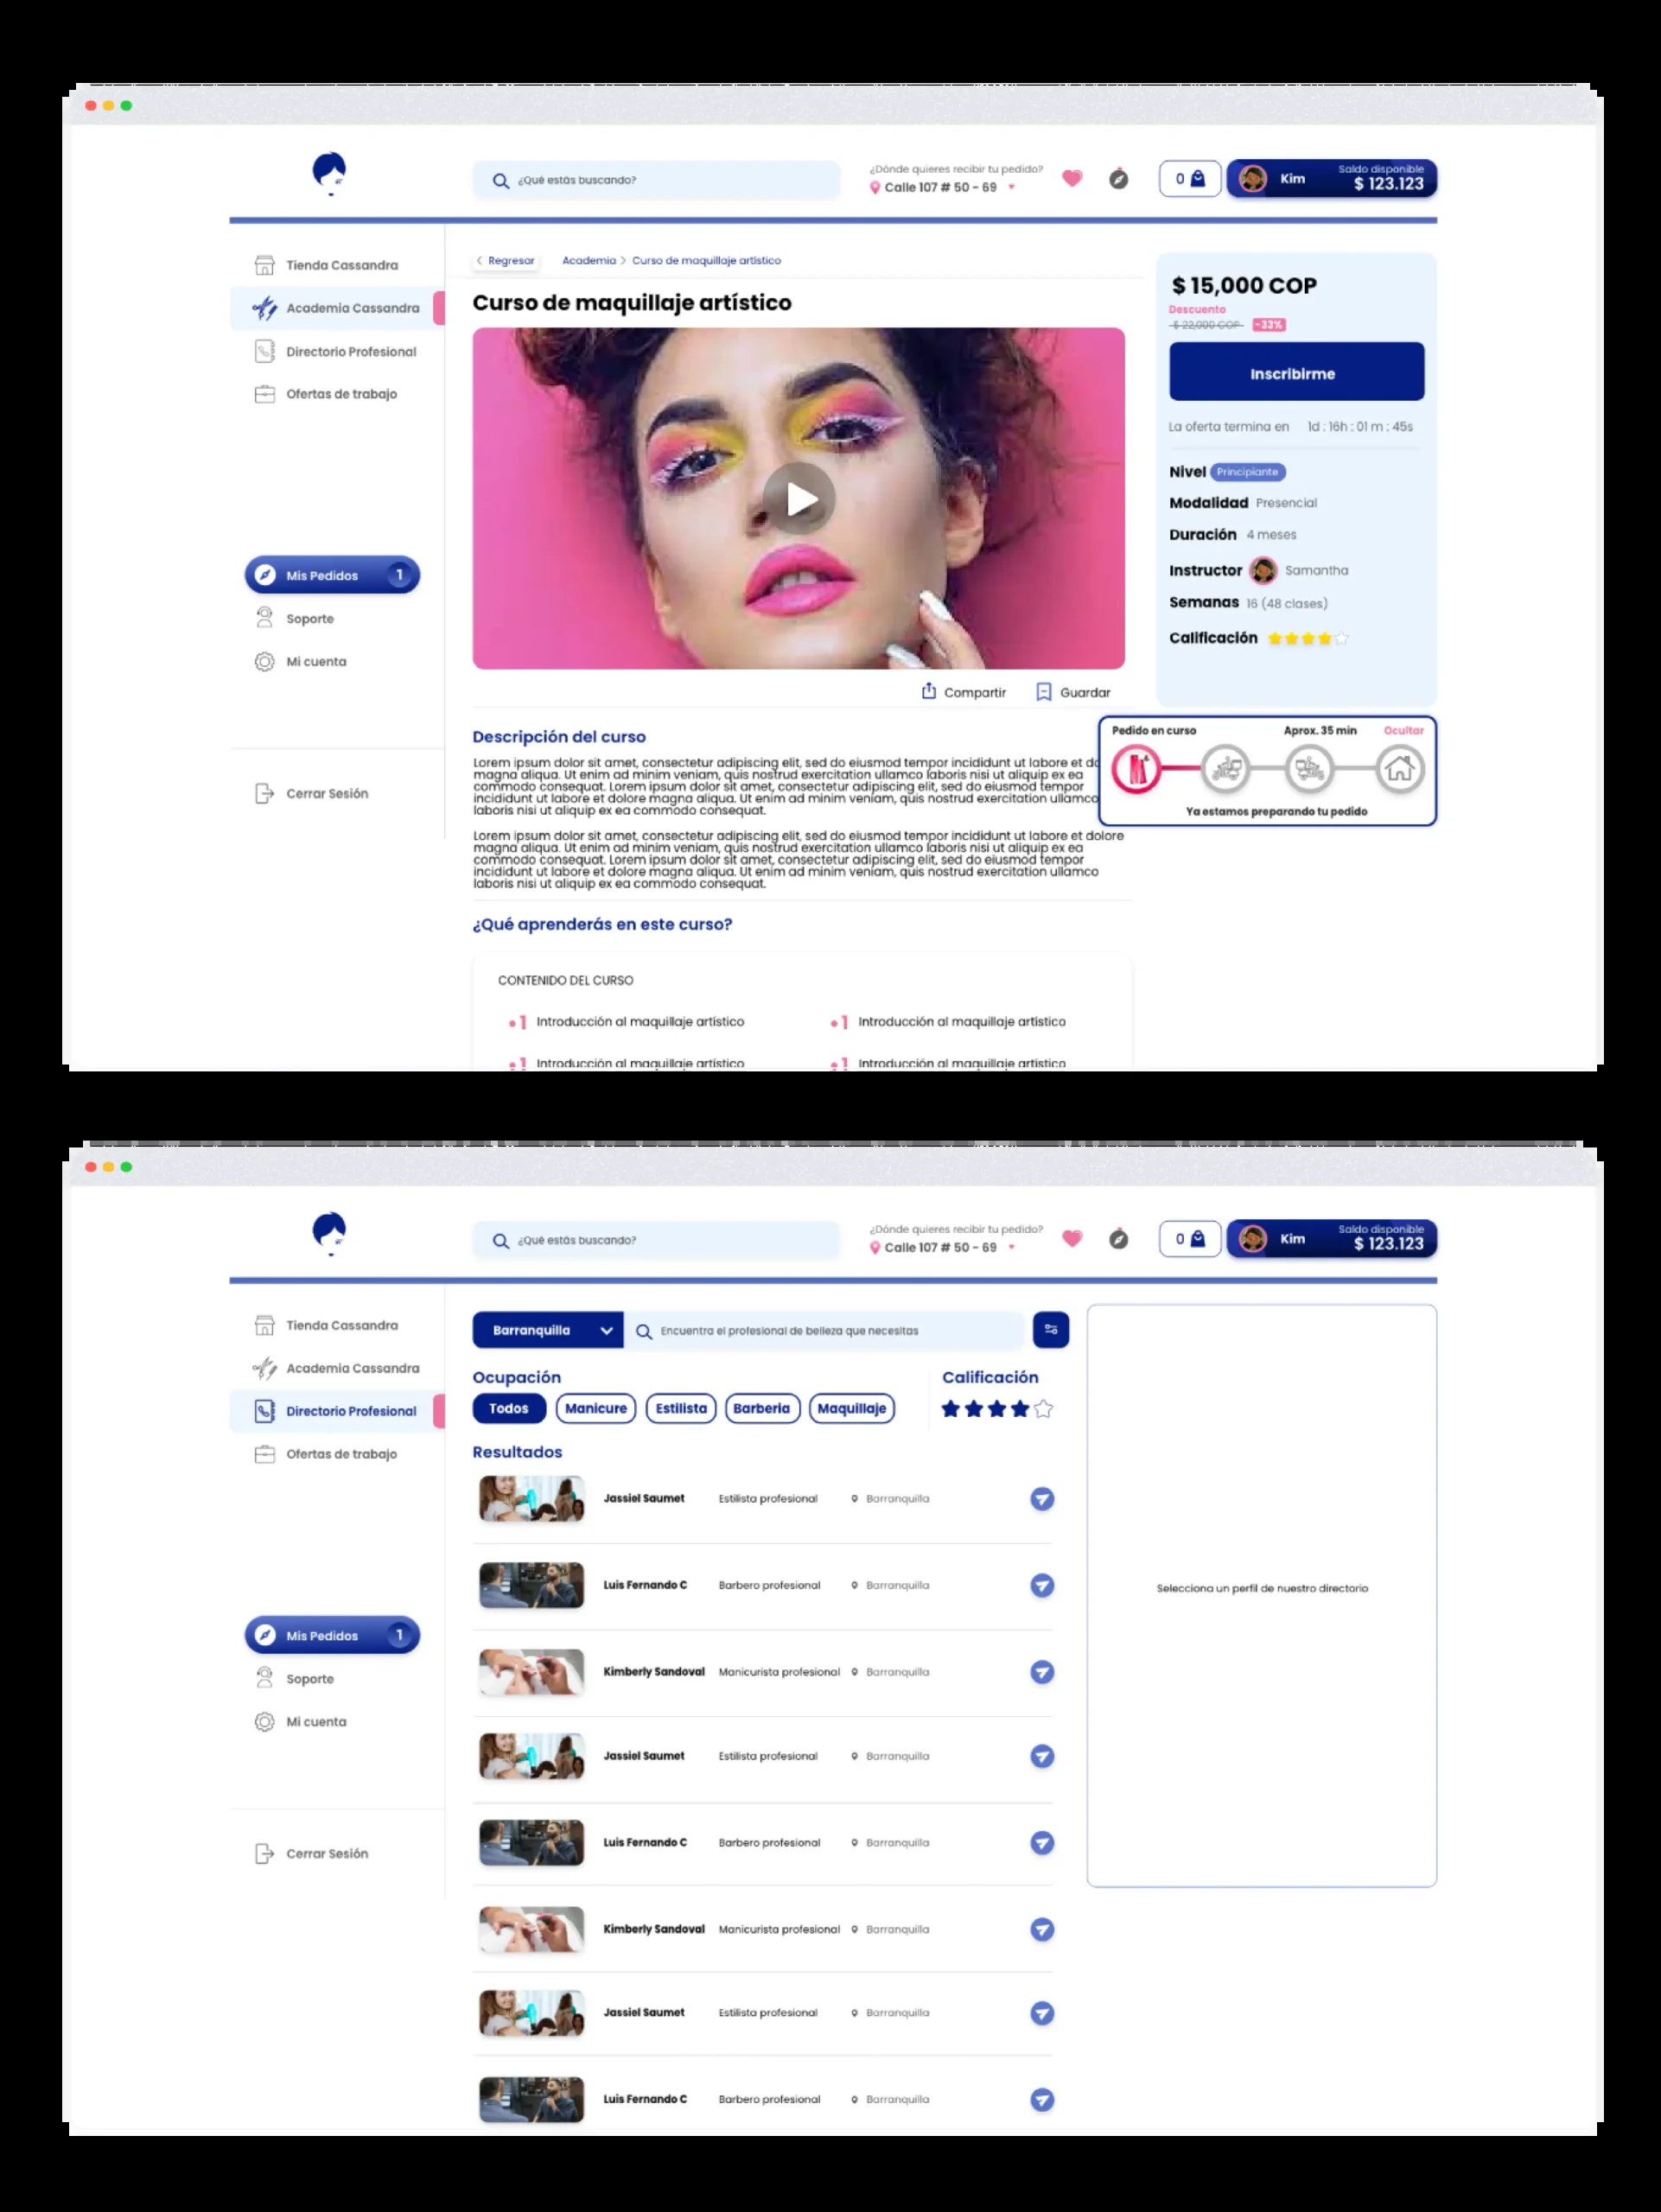 ¿Qué estás buscando?
¿Dónde quieres recibir tu pedido?
Calle 107 # 50 - 69
0
Kim
Saldo disponible
$ 123.123
Tienda Cassandra
Academia Cassandra
Directorio Profesional
Ofertas de trabajo
Mis Pedidos 1
Soporte
Mi cuenta
Cerrar Sesión
Regresar
Academia > Curso de maquillaje artístico
Curso de maquillaje artístico
Compartir
Guardar
Descripción del curso
Lorem ipsum dolor sit amet, consectetur adipiscing elit, sed do eiusmod tempor incididunt ut labore et do
magna aliqua. Ut enim ad minim veniam, quis nostrud exercitation ullamco laboris nisi ut aliquip ex ea
commodo consequat. Lorem ipsum dolor sit amet, consectetur adipiscing elit, sed do eiusmod tempor
incididunt ut labore et dolore magna aliqua. Ut enim ad minim veniam, quis nostrud exercitation ullamco
laboris nisi ut aliquip ex ea commodo consequat.
Lorem ipsum dolor sit amet, consectetur adipiscing elit, sed do eiusmod tempor incididunt ut labore et dolore
magna aliqua. Ut enim ad minim veniam, quis nostrud exercitation ullamco laboris nisi ut aliquip ex ea
commodo consequat. Lorem ipsum dolor sit amet, consectetur adipiscing elit, sed do eiusmod tempor
incididunt ut labore et dolore magna aliqua. Ut enim ad minim veniam, quis nostrud exercitation ullamco
laboris nisi ut aliquip ex ea commodo consequat.
¿Qué aprenderás en este curso?
CONTENIDO DEL CURSO
1 Introducción al maquillaje artístico
1 Introducción al maquillaje artístico
1 Introducción al maquillaje artístico
1 Introducción al maquillaje artístico
$ 15,000 COP
Descuento
$ 22,000 COP -33%
Inscribirme
La oferta termina en 1d : 16h : 01 m : 45s
Nivel Principiante
Modalidad Presencial
Duración 4 meses
Instructor Samantha
Semanas 16 (48 clases)
Calificación
Pedido en curso
Aprox. 35 min
Ocultar
Ya estamos preparando tu pedido
¿Qué estás buscando?
¿Dónde quieres recibir tu pedido?
Calle 107 # 50 - 69
0
Kim
Saldo disponible
$ 123.123
Tienda Cassandra
Academia Cassandra
Directorio Profesional
Ofertas de trabajo
Mis Pedidos 1
Soporte
Mi cuenta
Cerrar Sesión
Barranquilla
Encuentra el profesional de belleza que necesitas
Ocupación
Todos
Manicure
Estilista
Barberia
Maquillaje
Calificación
Resultados
Jassiel Saumet Estilista profesional Barranquilla
Luis Fernando C Barbero profesional Barranquilla
Kimberly Sandoval Manicurista profesional Barranquilla
Jassiel Saumet Estilista profesional Barranquilla
Luis Fernando C Barbero profesional Barranquilla
Kimberly Sandoval Manicurista profesional Barranquilla
Jassiel Saumet Estilista profesional Barranquilla
Luis Fernando C Barbero profesional Barranquilla
Selecciona un perfil de nuestro directorio